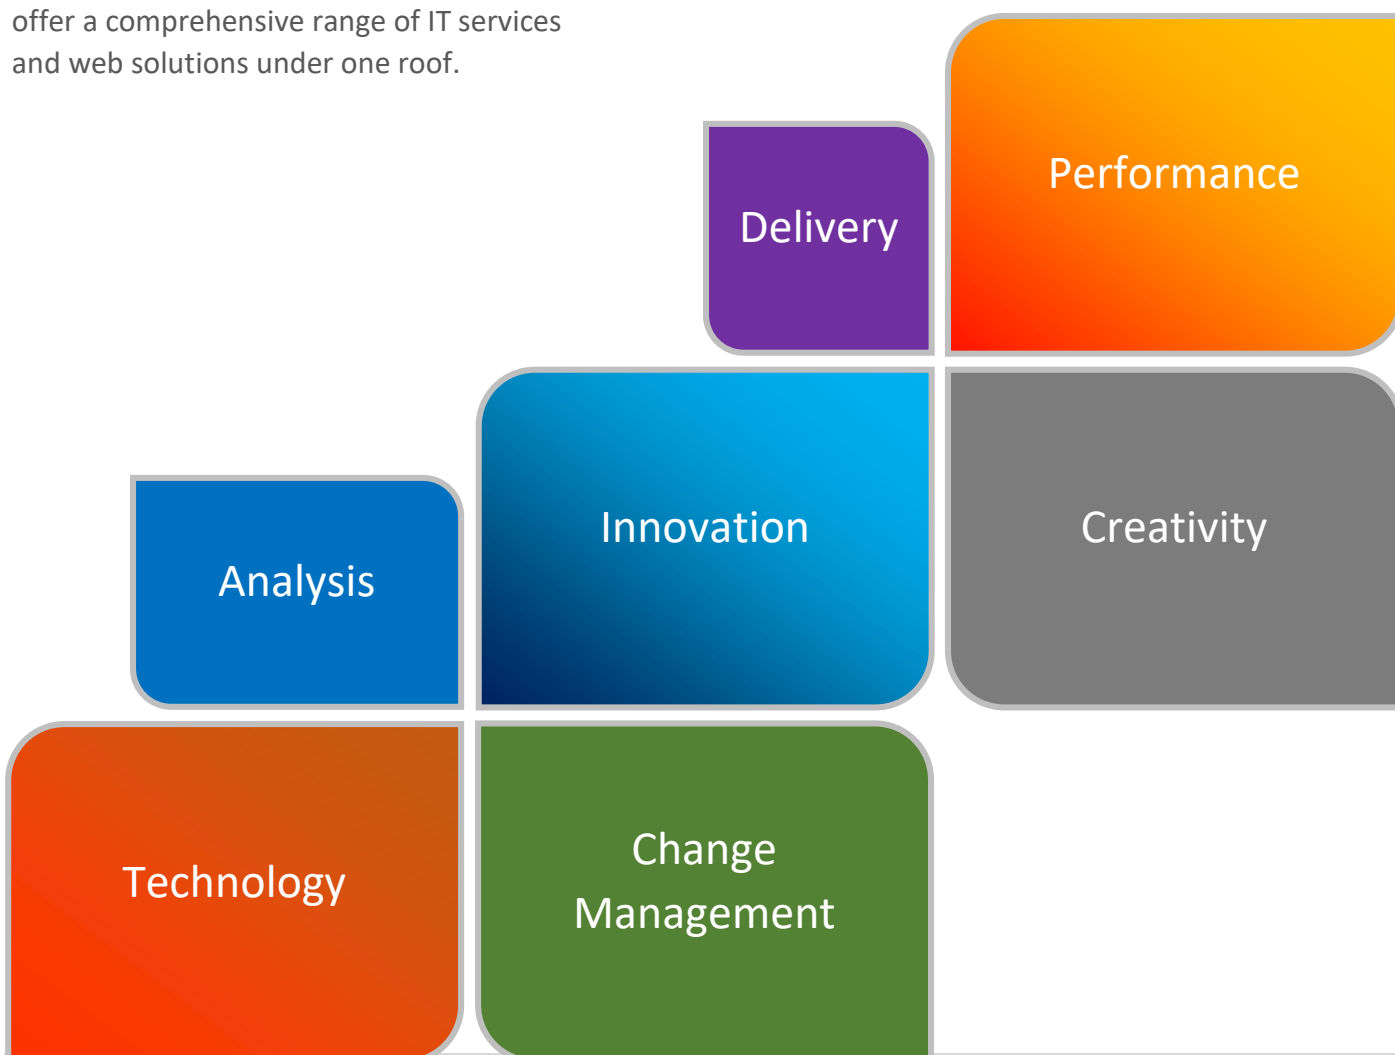 offer a comprehensive range of IT services
and web solutions under one roof.
Performance
Delivery
Innovation
Creativity
Analysis
Technology
Change
Management